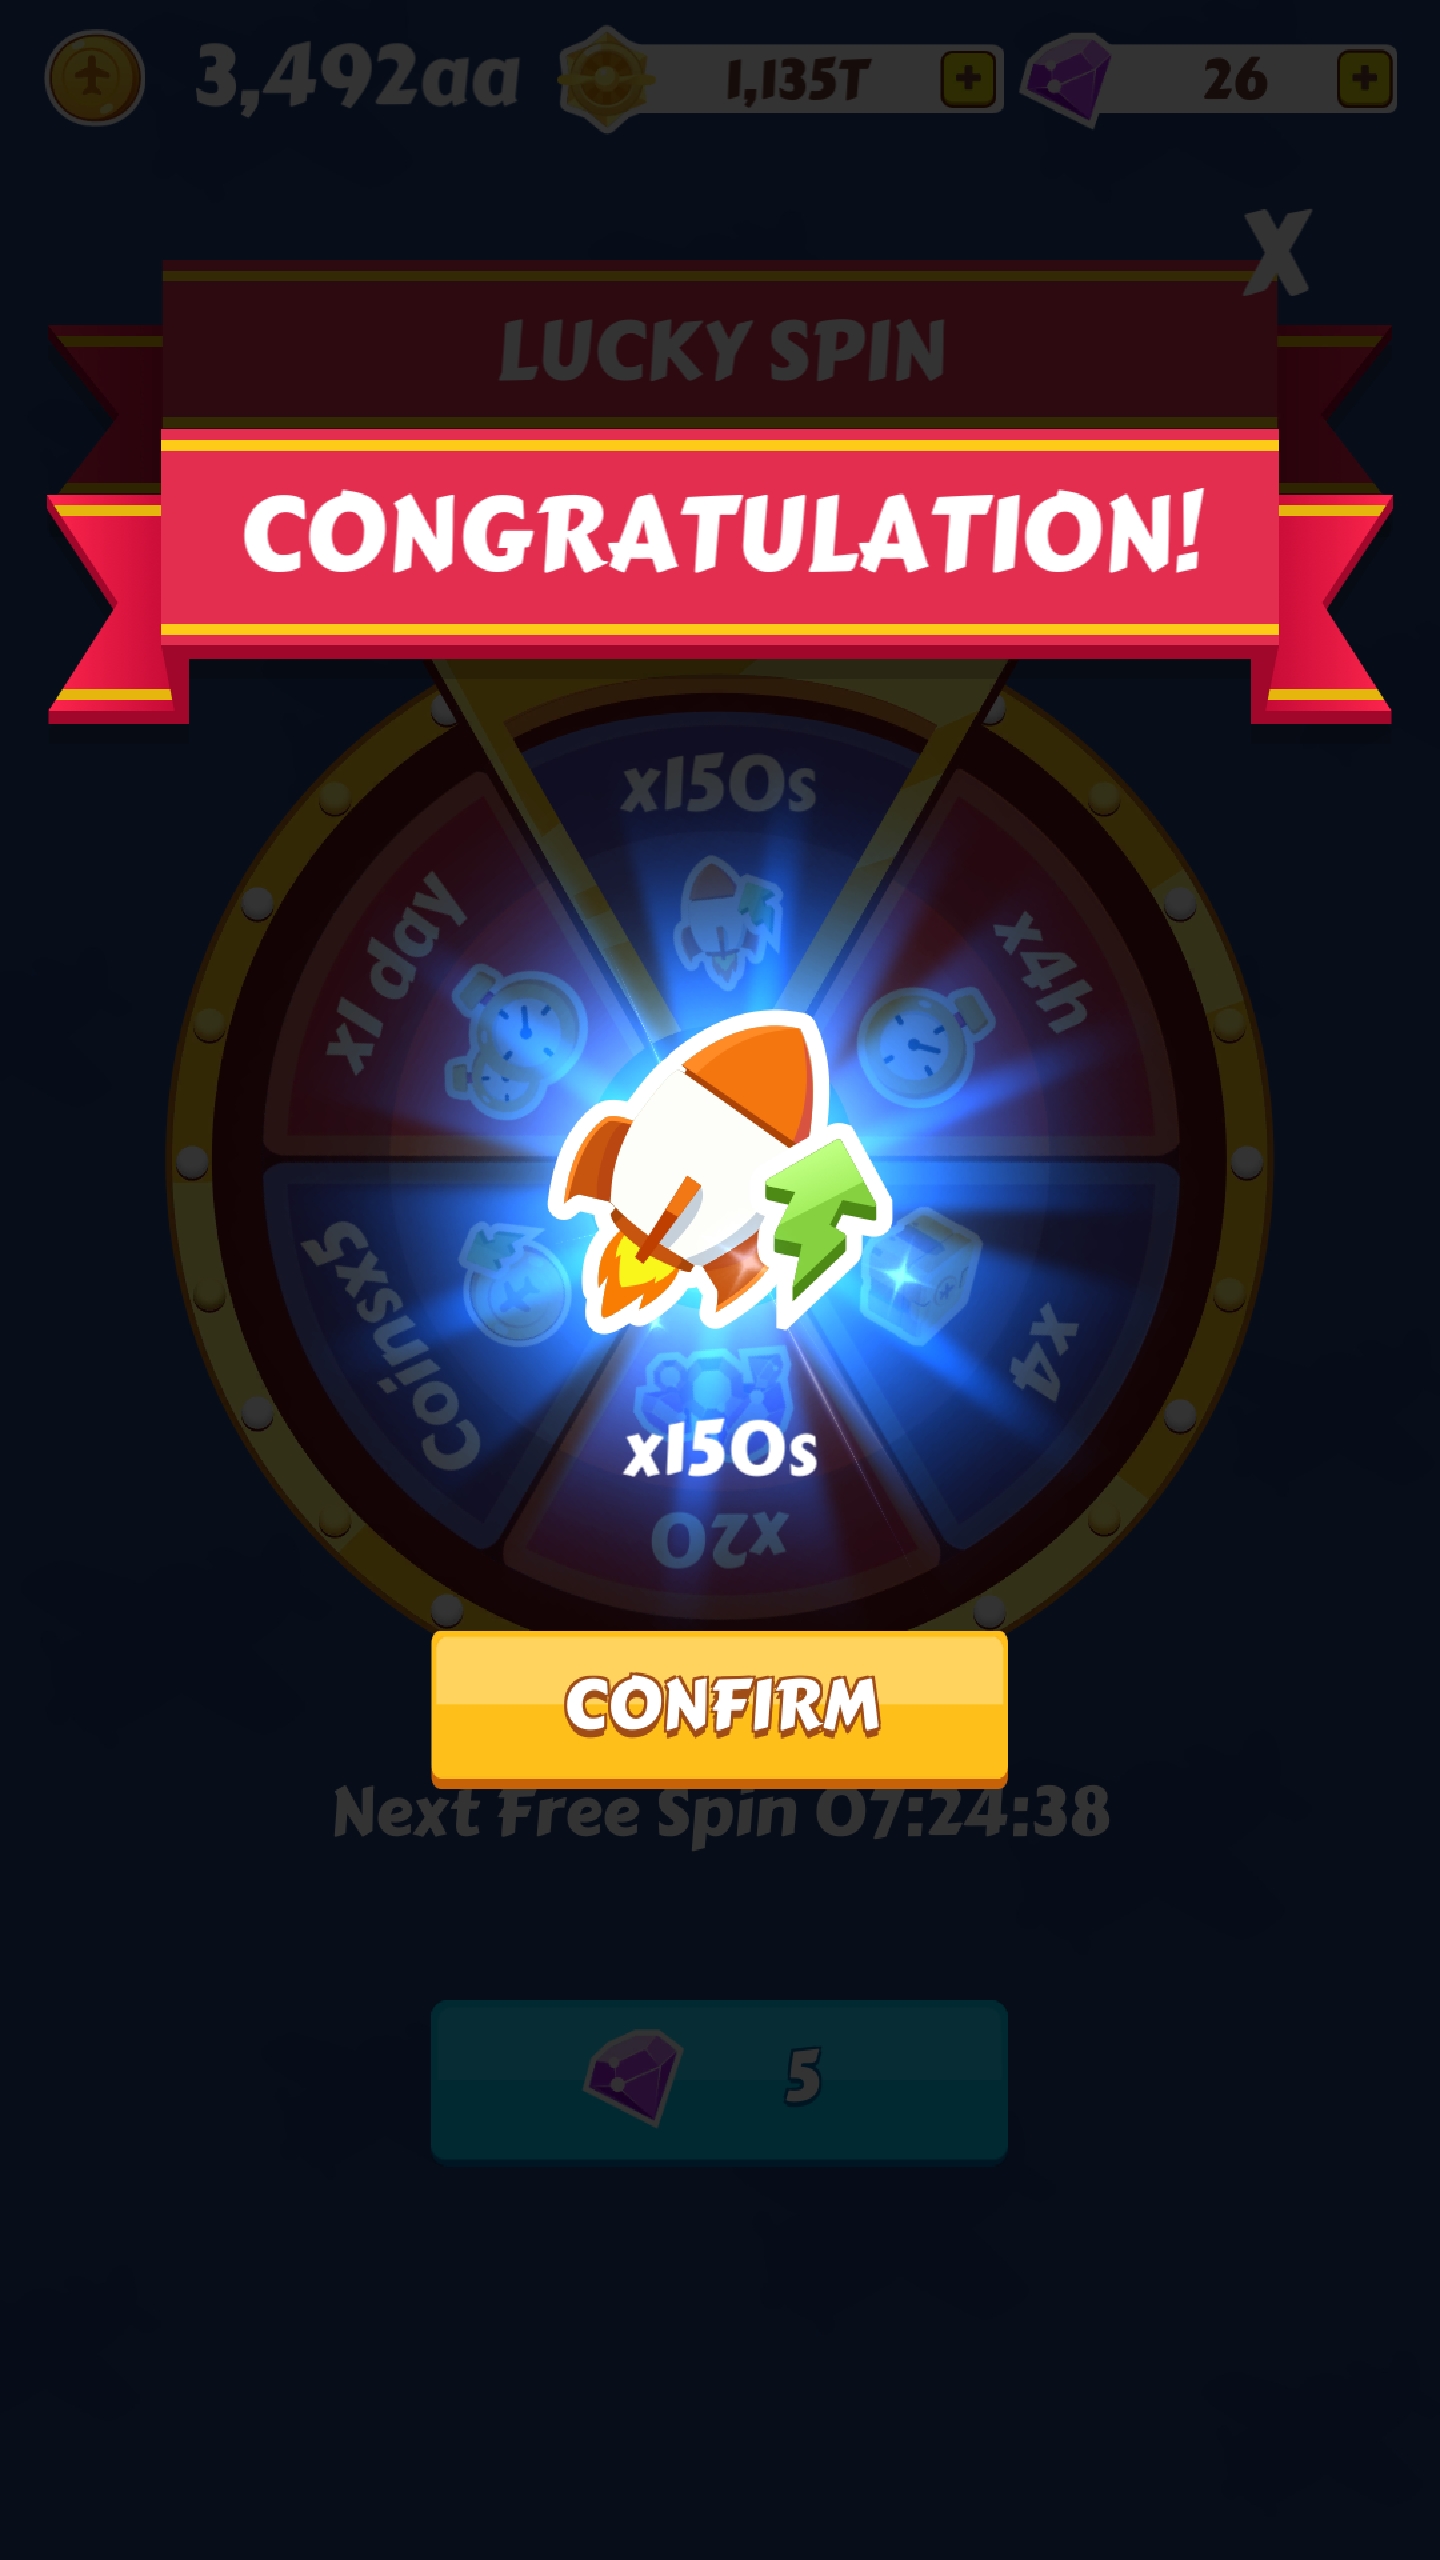 3,492aa
1,135T
26
X
LUCKY SPIN
CONGRATULATION!
x150s
x1 day
x4h
Coinsx5
x4
x150s
x20
CONFIRM
Next Free Spin 07:24:38
5